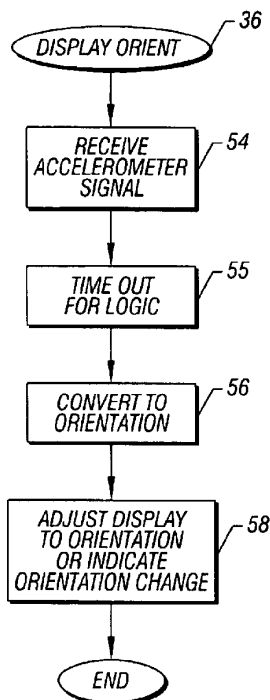 DISPLAY ORIENT
36
RECEIVE
ACCELEROMETER
SIGNAL
54
TIME OUT
FOR LOGIC
55
CONVERT TO
ORIENTATION
56
ADJUST DISPLAY
TO ORIENTATION
OR INDICATE
ORIENTATION CHANGE
58
END